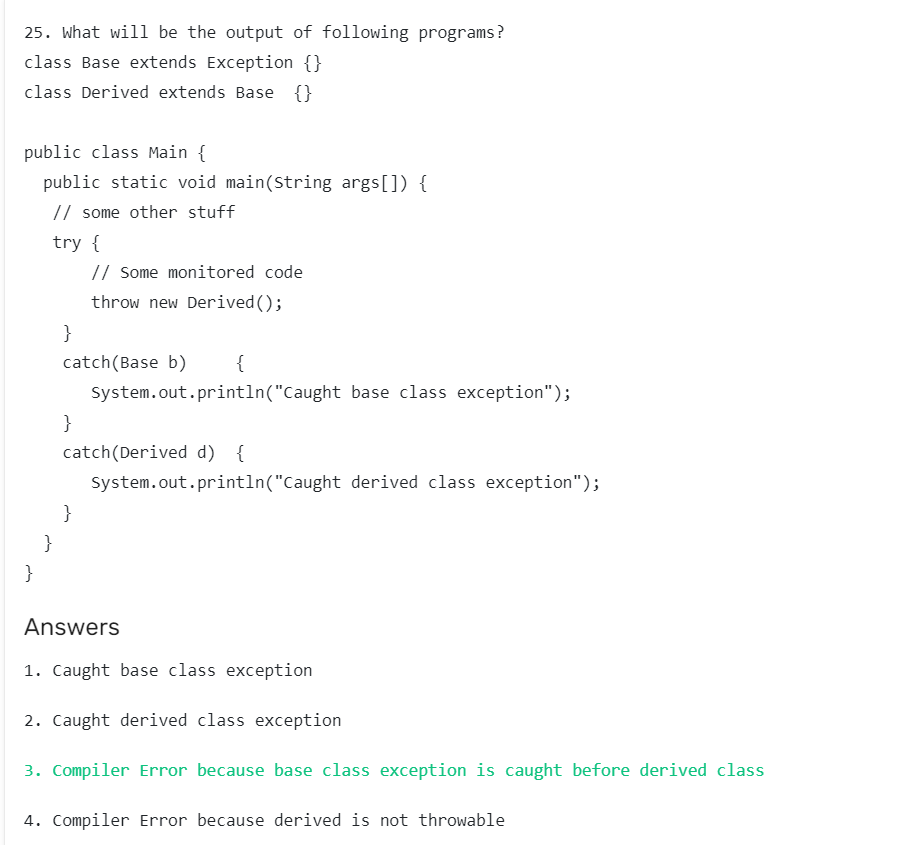 25. What will be the output of following programs?
class Base extends Exception {}
class Derived extends Base  {}
public class Main {
  public static void main(String args[]) {
   // some other stuff
   try {
       // Some monitored code
       throw new Derived();
    }
    catch(Base b)     {
       System.out.println("Caught base class exception");
    }
    catch(Derived d)  {
       System.out.println("Caught derived class exception");
    }
  }
}
Answers
1. Caught base class exception
2. Caught derived class exception
3. Compiler Error because base class exception is caught before derived class
4. Compiler Error because derived is not throwable